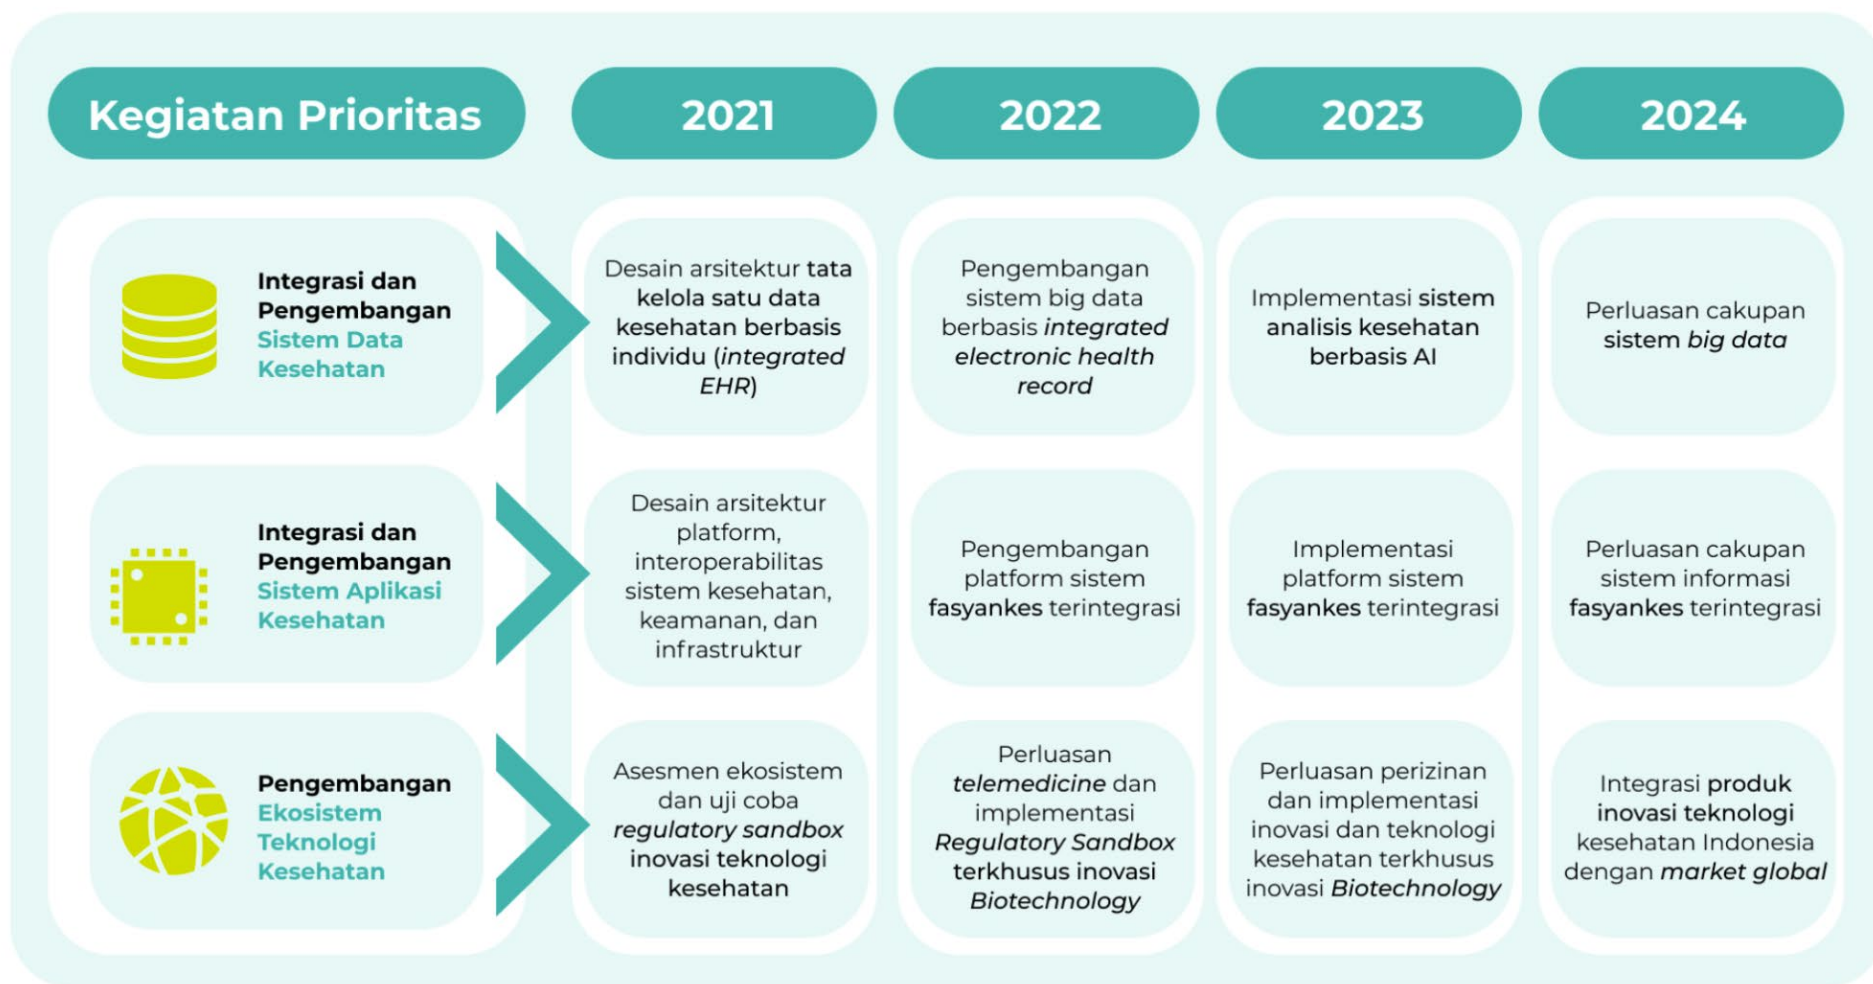 Kegiatan Prioritas
2021
2022
2023
2024
Integrasi dan
Pengembangan
Sistem Data
Kesehatan
Desain arsitektur tata
kelola satu data
kesehatan berbasis
individu (integrated
EHR)
Pengembangan
sistem big data
berbasis integrated
electronic health
record
Implementasi sistem
analisis kesehatan
berbasis AI
Perluasan cakupan
sistem big data
Integrasi dan
Pengembangan
Sistem Aplikasi
Kesehatan
Desain arsitektur
platform,
interoperabilitas
sistem kesehatan,
keamanan, dan
infrastruktur
Pengembangan
platform sistem
fasyankes terintegrasi
Implementasi
platform sistem
fasyankes terintegrasi
Perluasan cakupan
sistem informasi
fasyankes terintegrasi
Pengembangan
Ekosistem
Teknologi
Kesehatan
Asesmen ekosistem
dan uji coba
regulatory sandbox
inovasi teknologi
kesehatan
Perluasan
telemedicine dan
implementasi
Regulatory Sandbox
terkhusus inovasi
Biotechnology
Perluasan perizinan
dan implementasi
inovasi dan teknologi
kesehatan terkhusus
inovasi Biotechnology
Integrasi produk
inovasi teknologi
kesehatan Indonesia
dengan market global